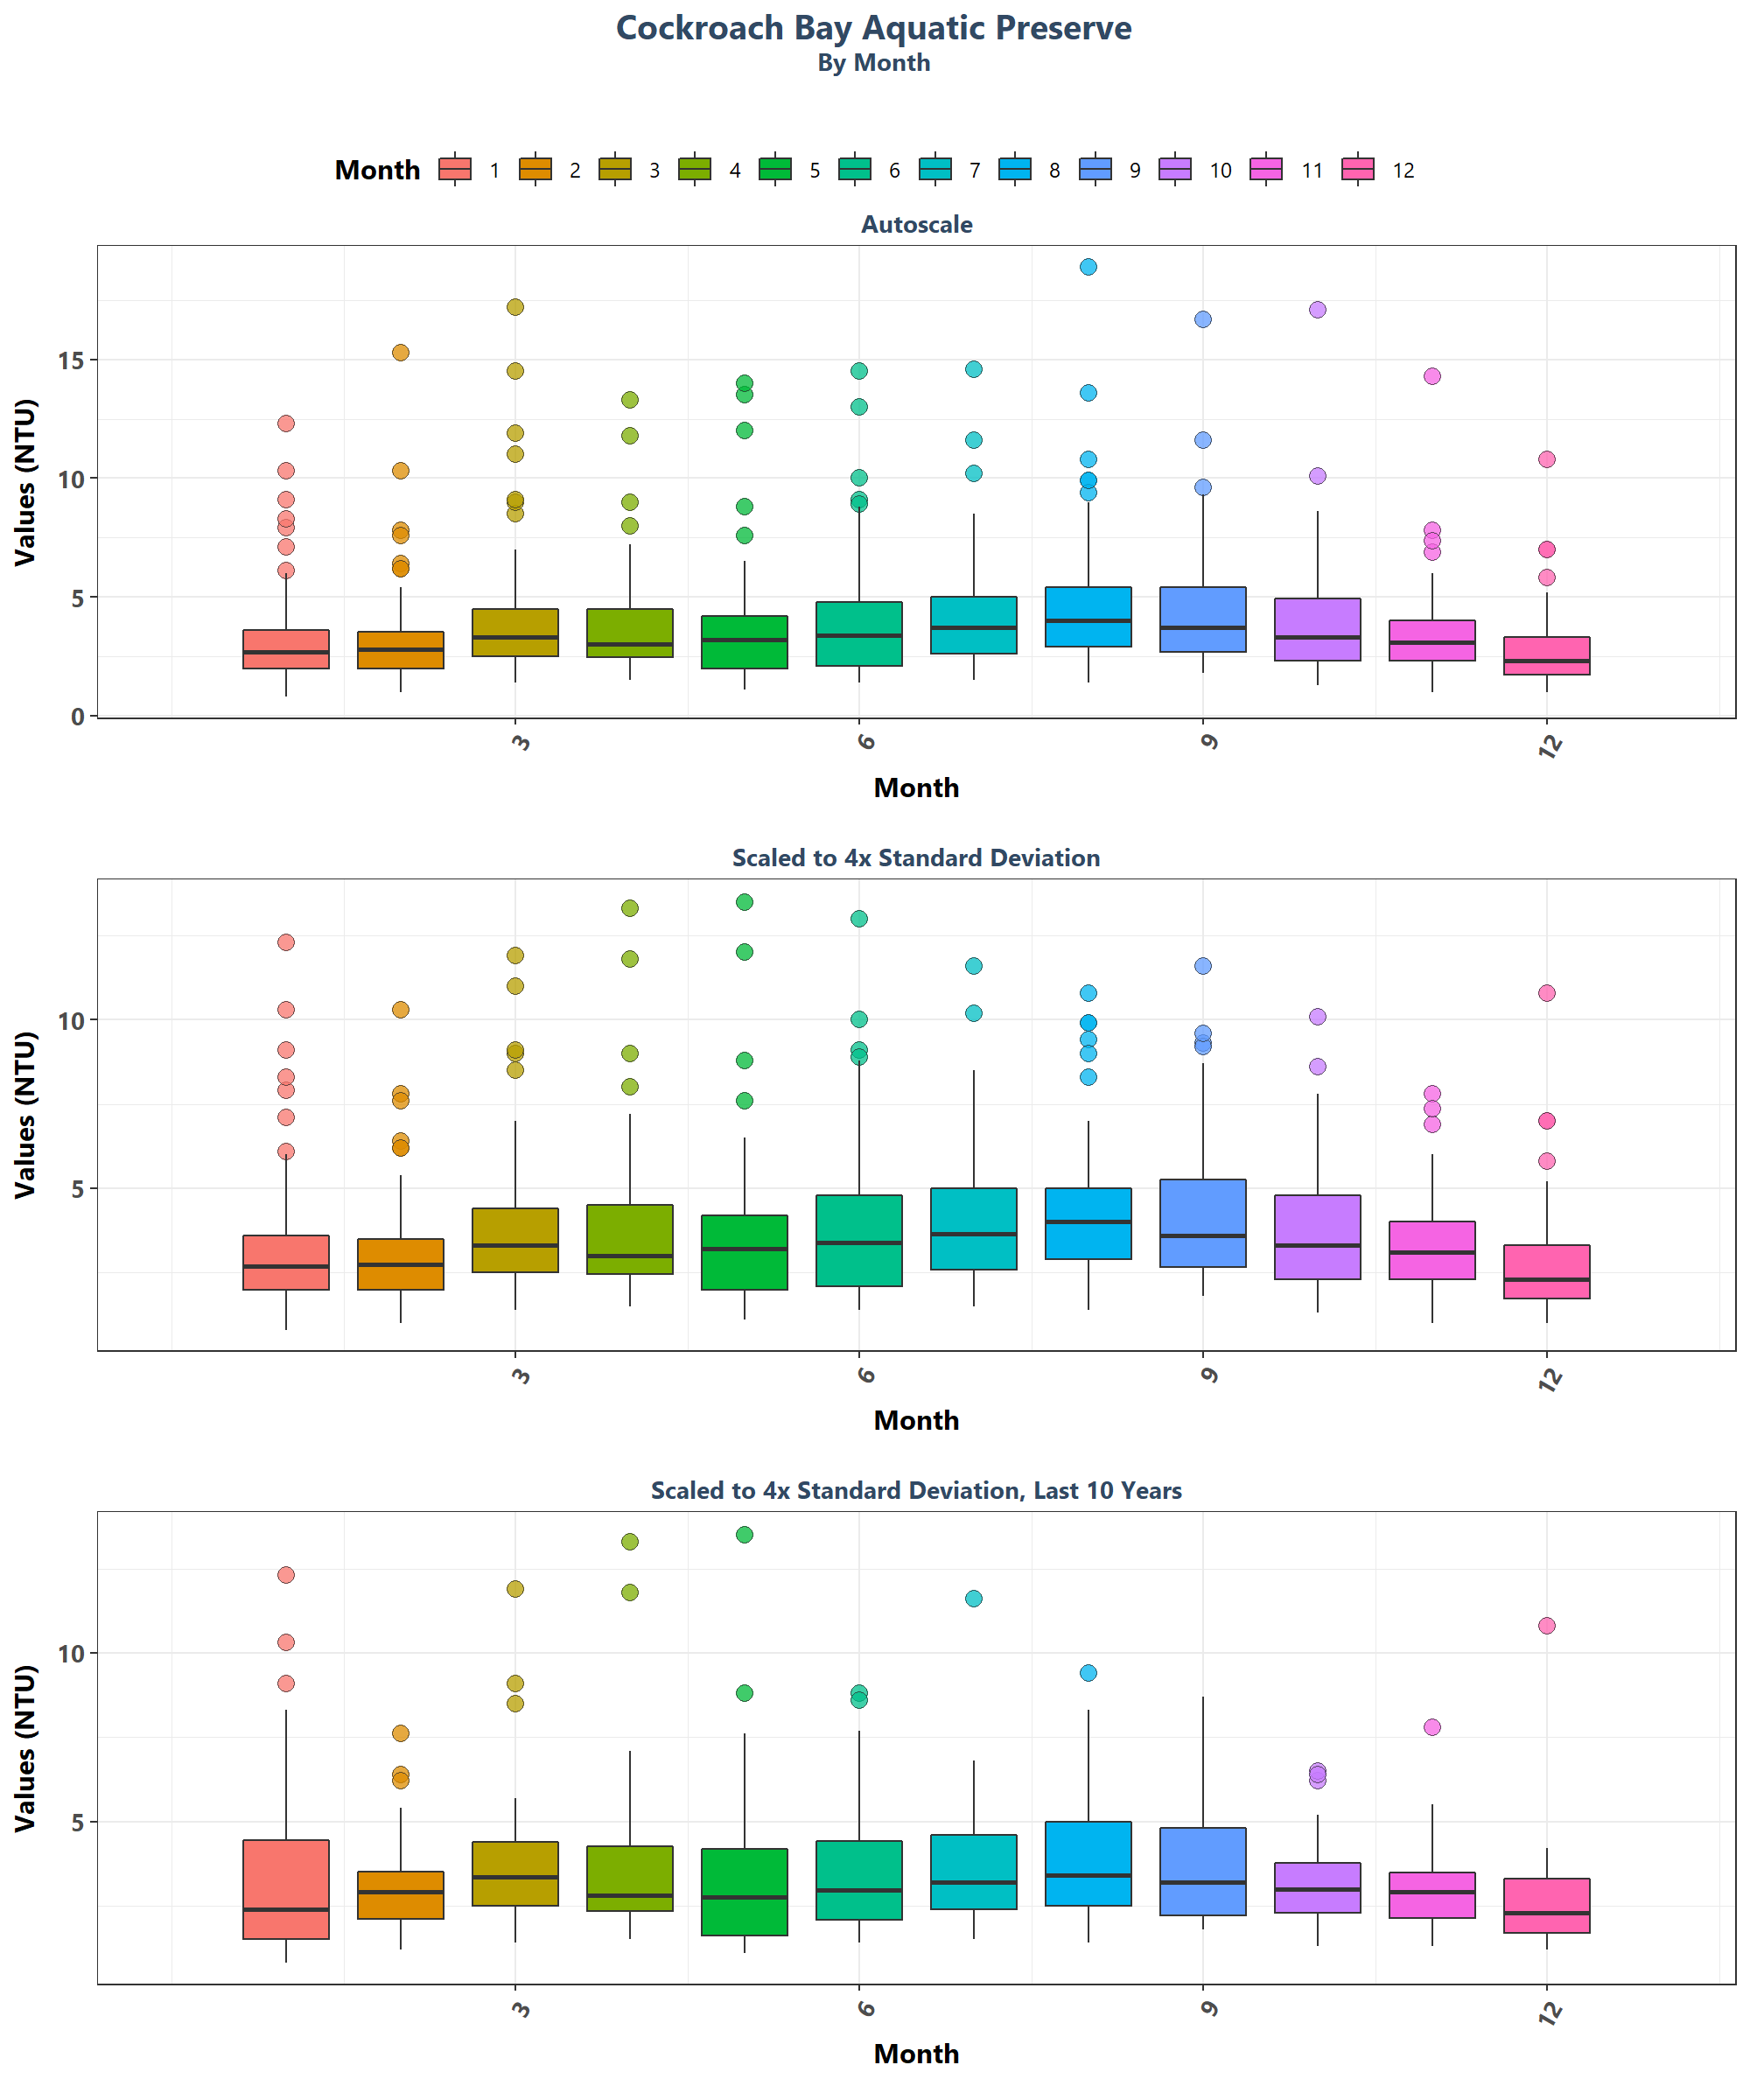 Cockroach Bay Aquatic Preserve
By Month
Month 1 2 3 4 5 6 7 8 9 10 11 12
Autoscale
Values (NTU)
15
10
5
0
3 6 9 12
Month
Scaled to 4x Standard Deviation
Values (NTU)
10
5
3 6 9 12
Month
Scaled to 4x Standard Deviation, Last 10 Years
Values (NTU)
10
5
3 6 9 12
Month